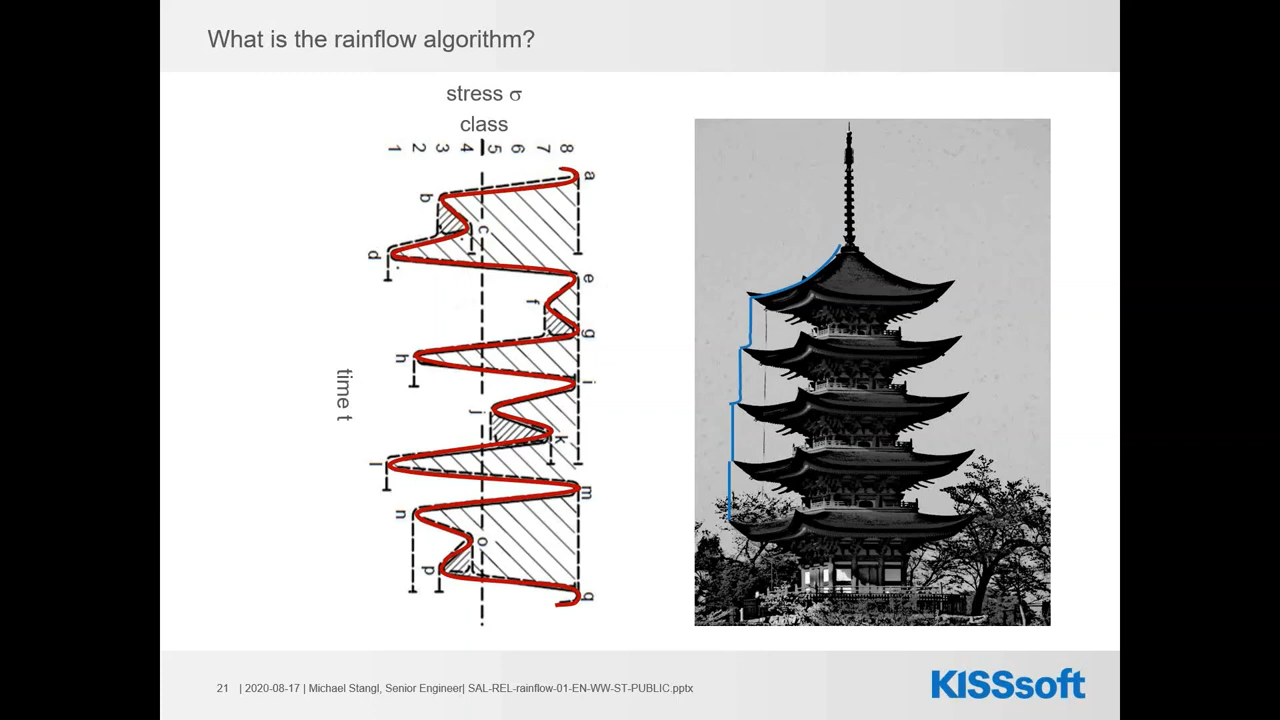 What is the rainflow algorithm?
stress σ
class
1 2 3 4 5 6 7 8
a
b
c
d
e
f
g
h
i
j
k
l
m
n
o
p
q
time t
21 | 2020-08-17 | Michael Stangl, Senior Engineer| SAL-REL-rainflow-01-EN-WW-ST-PUBLIC.pptx
KISSsoft